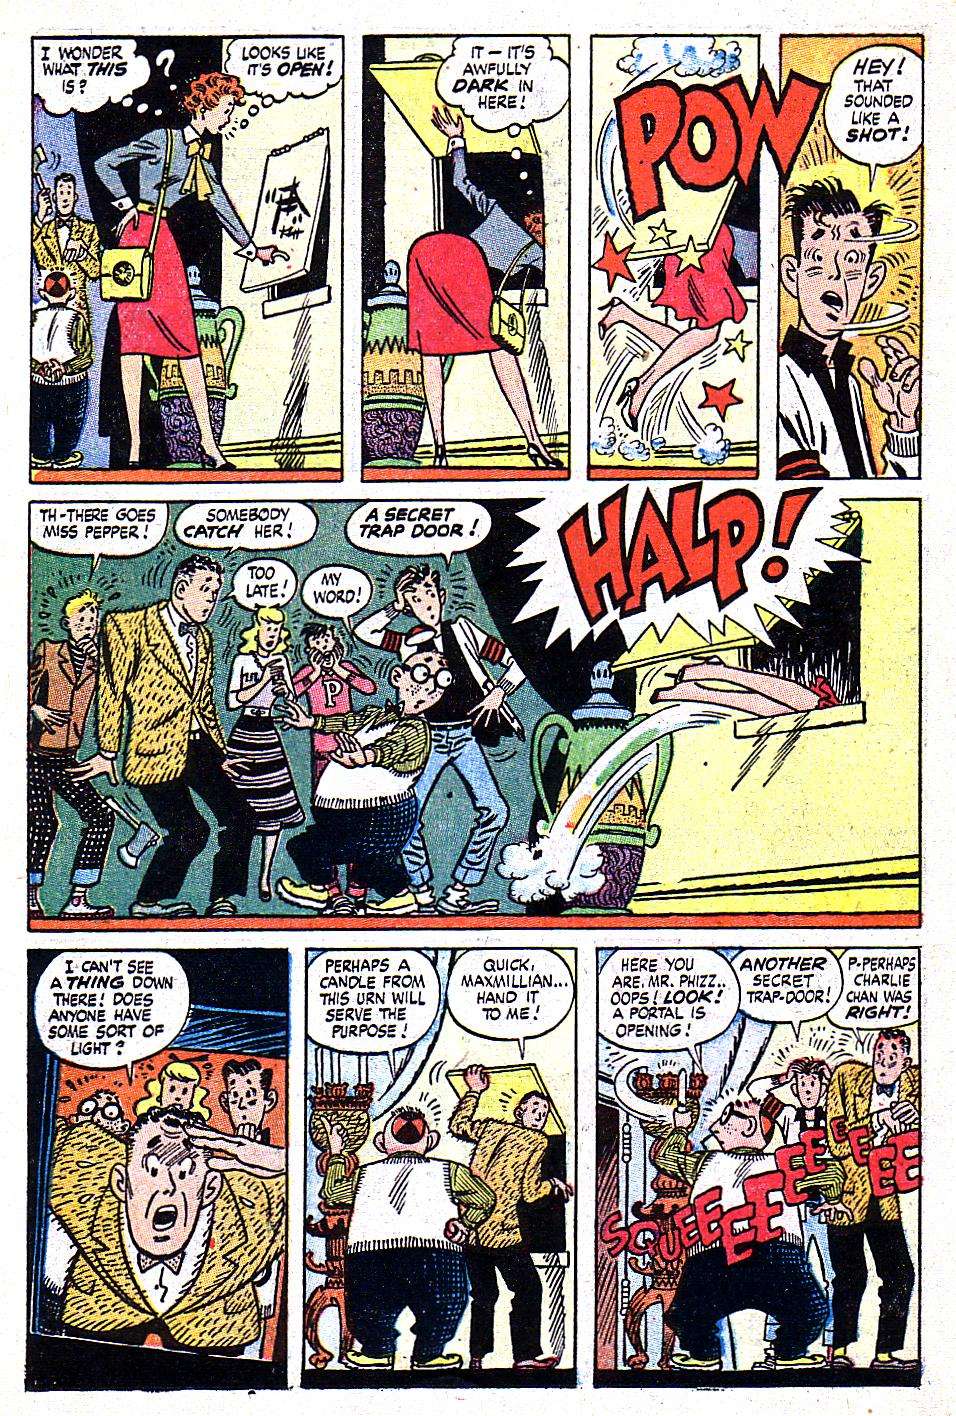 I WONDER
WHAT THIS
IS?
?
LOOKS LIKE
IT'S OPEN!
IT - IT'S
AWFULLY
DARK IN
HERE!
POW
HEY!
THAT
SOUNDED
LIKE A
SHOT!
TH-THERE GOES
MISS PEPPER!
SOMEBODY
CATCH HER!
TOO
LATE!
MY
WORD!
A SECRET
TRAP DOOR!
HALP!
P
I CAN'T SEE
A THING DOWN
THERE! DOES
ANYONE HAVE
SOME SORT OF
LIGHT?
PERHAPS A
CANDLE FROM
THIS URN WILL
SERVE THE
PURPOSE!
QUICK,
MAXMILLIAN...
HAND IT
TO ME!
HERE YOU
ARE, MR. PHIZZ..
OOPS! LOOK!
A PORTAL IS
OPENING!
ANOTHER
SECRET
TRAP-DOOR!
P-PERHAPS
CHARLIE
CHAN WAS
RIGHT!
SQUEEEEEEEEEE